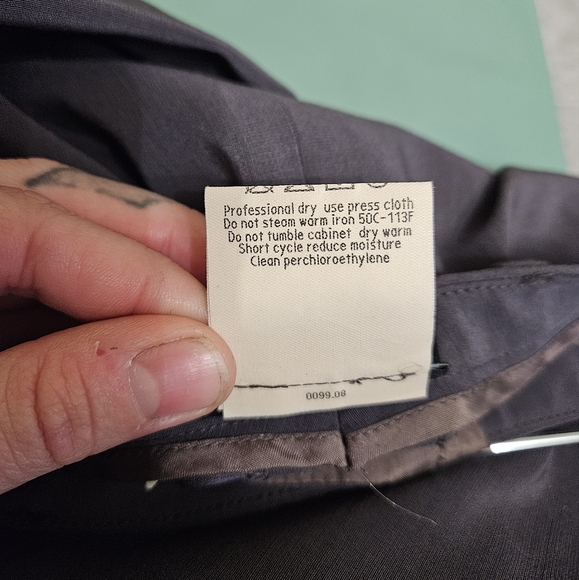 Professional dry use press cloth
Do not steam warm iron 50C-113F
Do not tumble cabinet dry warm
Short cycle reduce moisture
Clean perchloroethylene
0099.08